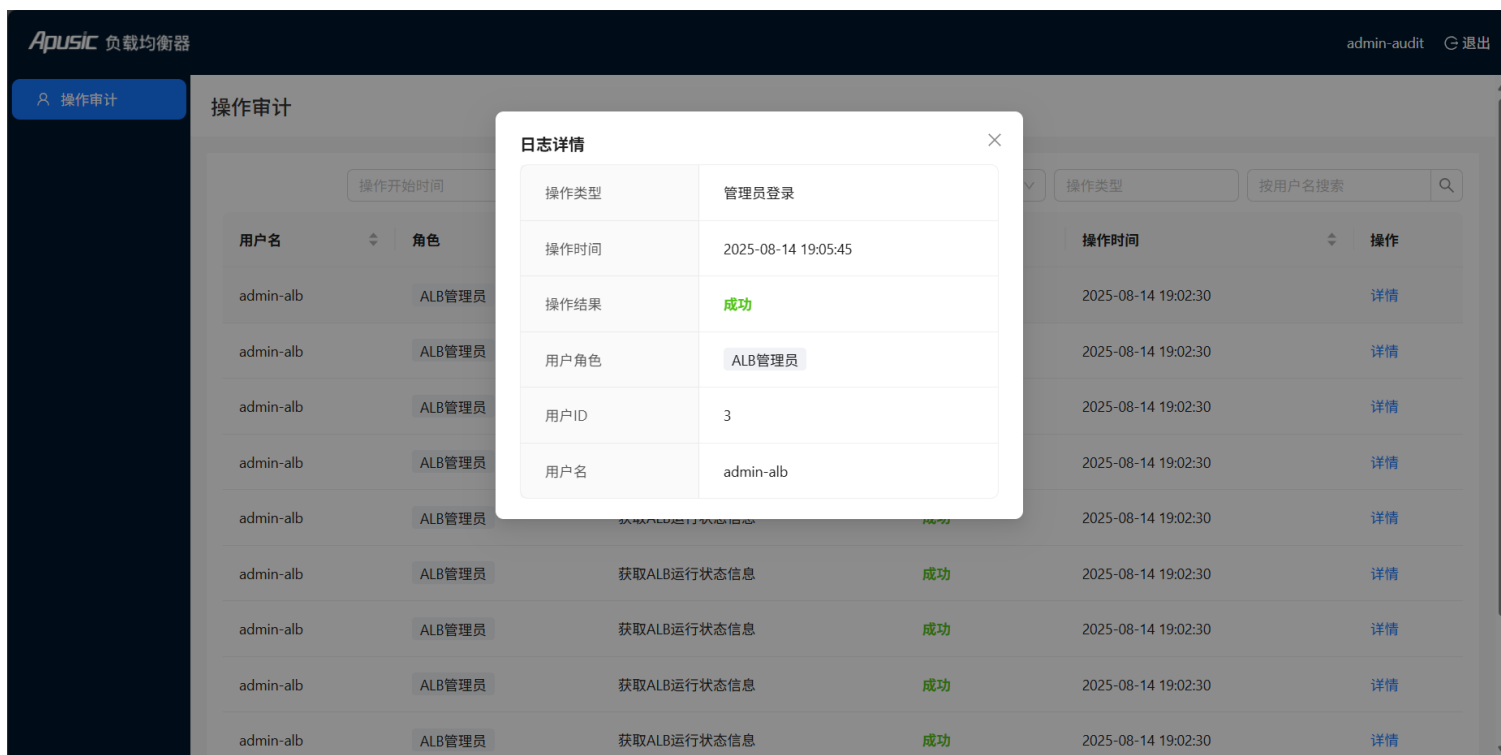 Apusic 负载均衡器
admin-audit 退出
操作审计
操作审计
日志详情
操作类型 管理员登录
操作时间 2025-08-14 19:05:45
操作结果 成功
用户角色 ALB管理员
用户ID 3
用户名 admin-alb
操作开始时间 操作类型 按用户名搜索
用户名 角色 操作时间 操作
admin-alb ALB管理员 2025-08-14 19:02:30 详情
admin-alb ALB管理员 2025-08-14 19:02:30 详情
admin-alb ALB管理员 2025-08-14 19:02:30 详情
admin-alb ALB管理员 2025-08-14 19:02:30 详情
admin-alb ALB管理员 获取ALB运行状态信息 成功 2025-08-14 19:02:30 详情
admin-alb ALB管理员 获取ALB运行状态信息 成功 2025-08-14 19:02:30 详情
admin-alb ALB管理员 获取ALB运行状态信息 成功 2025-08-14 19:02:30 详情
admin-alb ALB管理员 获取ALB运行状态信息 成功 2025-08-14 19:02:30 详情
admin-alb ALB管理员 获取ALB运行状态信息 成功 2025-08-14 19:02:30 详情